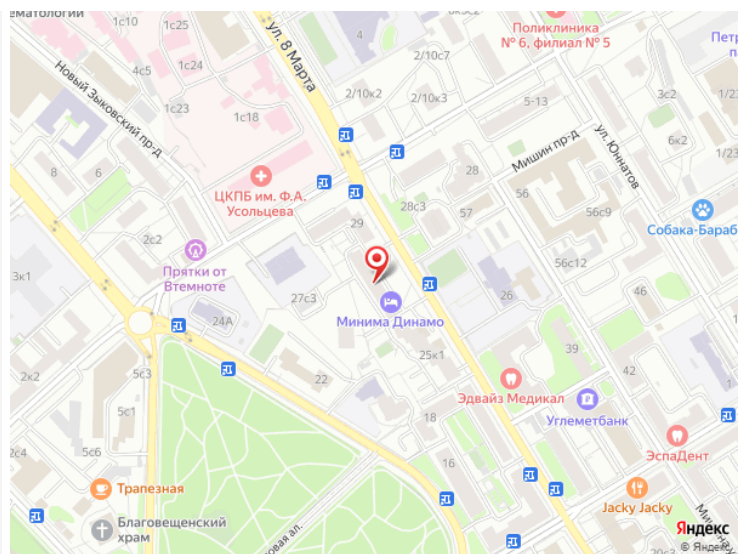 1с10
1с25
4с5
1с24
1с23
1с18
Новый Зыковский пр-д
ул. 8 Марта
4
2/10с7
2/10к2
2/10к3
Поликлиника
№ 6, филиал № 5
5-13
3с2
6к2
1/23
ул. Юннатов
Мишин пр-д
ЦКПБ им. Ф.А.
Усольцева
8
6
2с2
29
28с3
28
57
56
56с9
56с12
Собака-Бараб
Прятки от
Втемноте
3к1
27с3
24А
Минима Динамо
26
46
25к1
39
42
22
5с3
2к2
5с1
5с6
2с4
18
16
Эдвайз Медикал
Углеметбанк
ЭспаДент
Трапезная
Благовещенский
храм
Jacky Jacky
Яндекс
© Яндекс